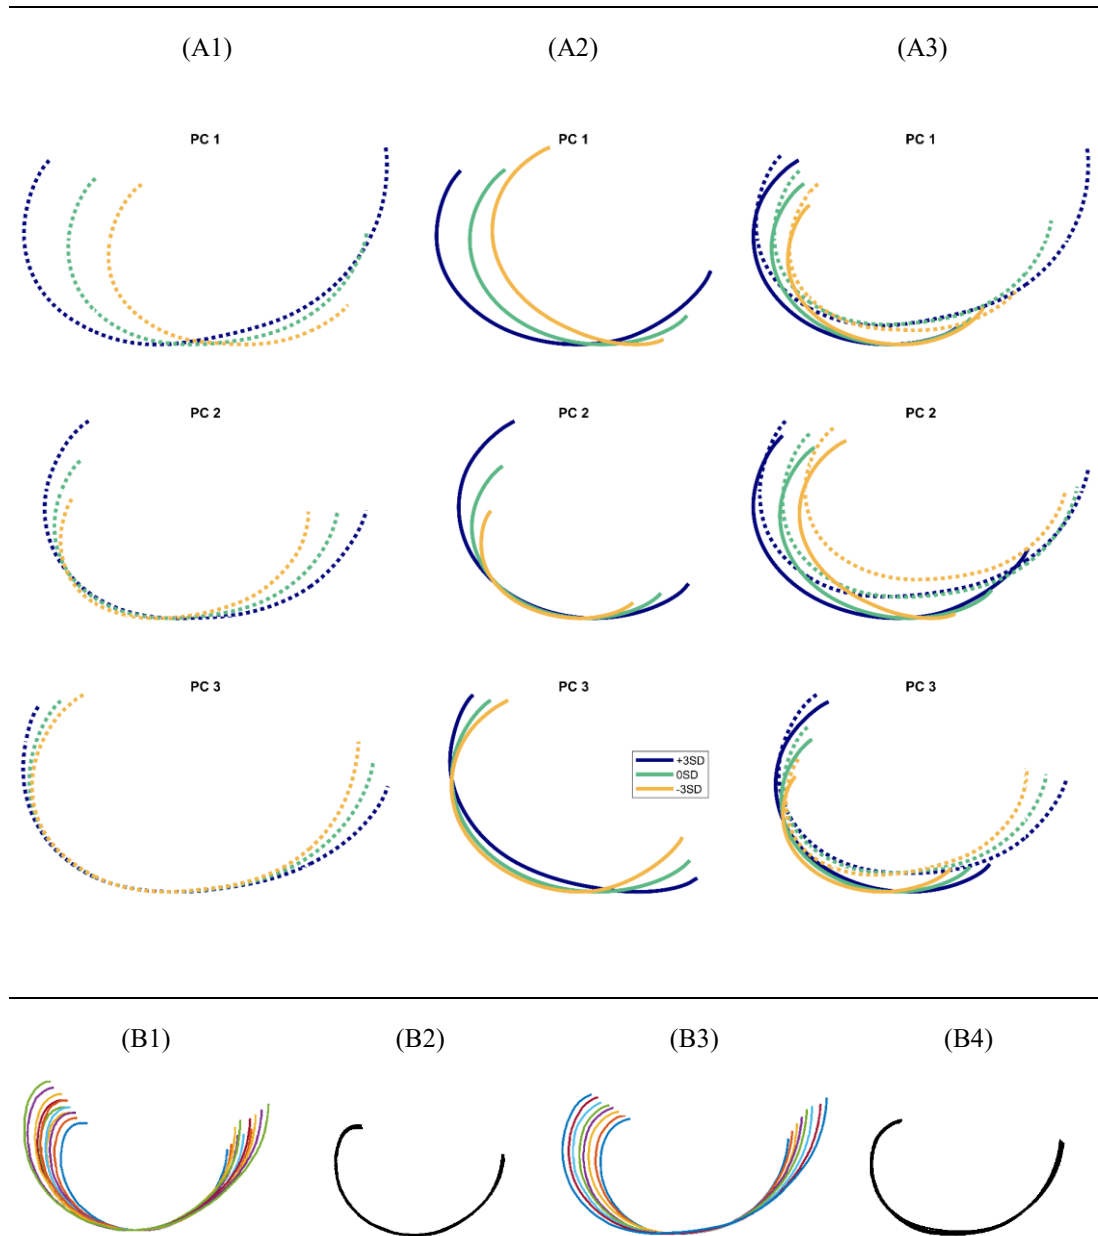 (A1) (A2) (A3)
PC 1 PC 1 PC 1
PC 2 PC 2 PC 2
PC 3 PC 3 PC 3
+3SD
0SD
-3SD
(B1) (B2) (B3) (B4)